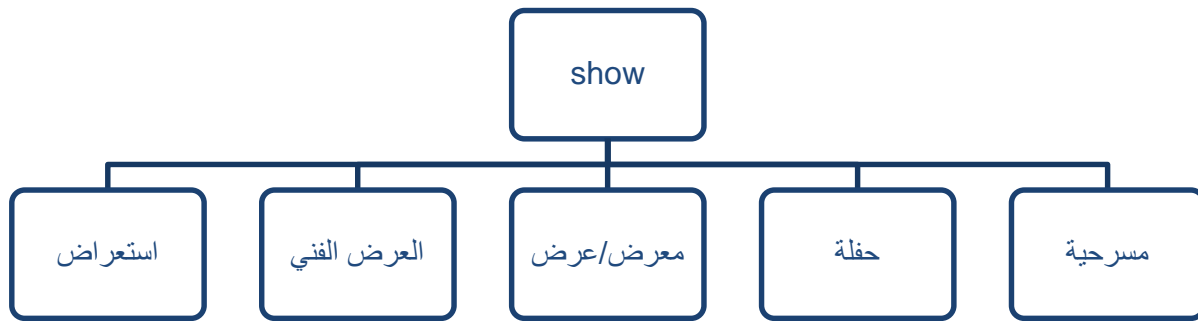 show
استعراض
العرض الفني
معرض/عرض
حفلة
مسرحية